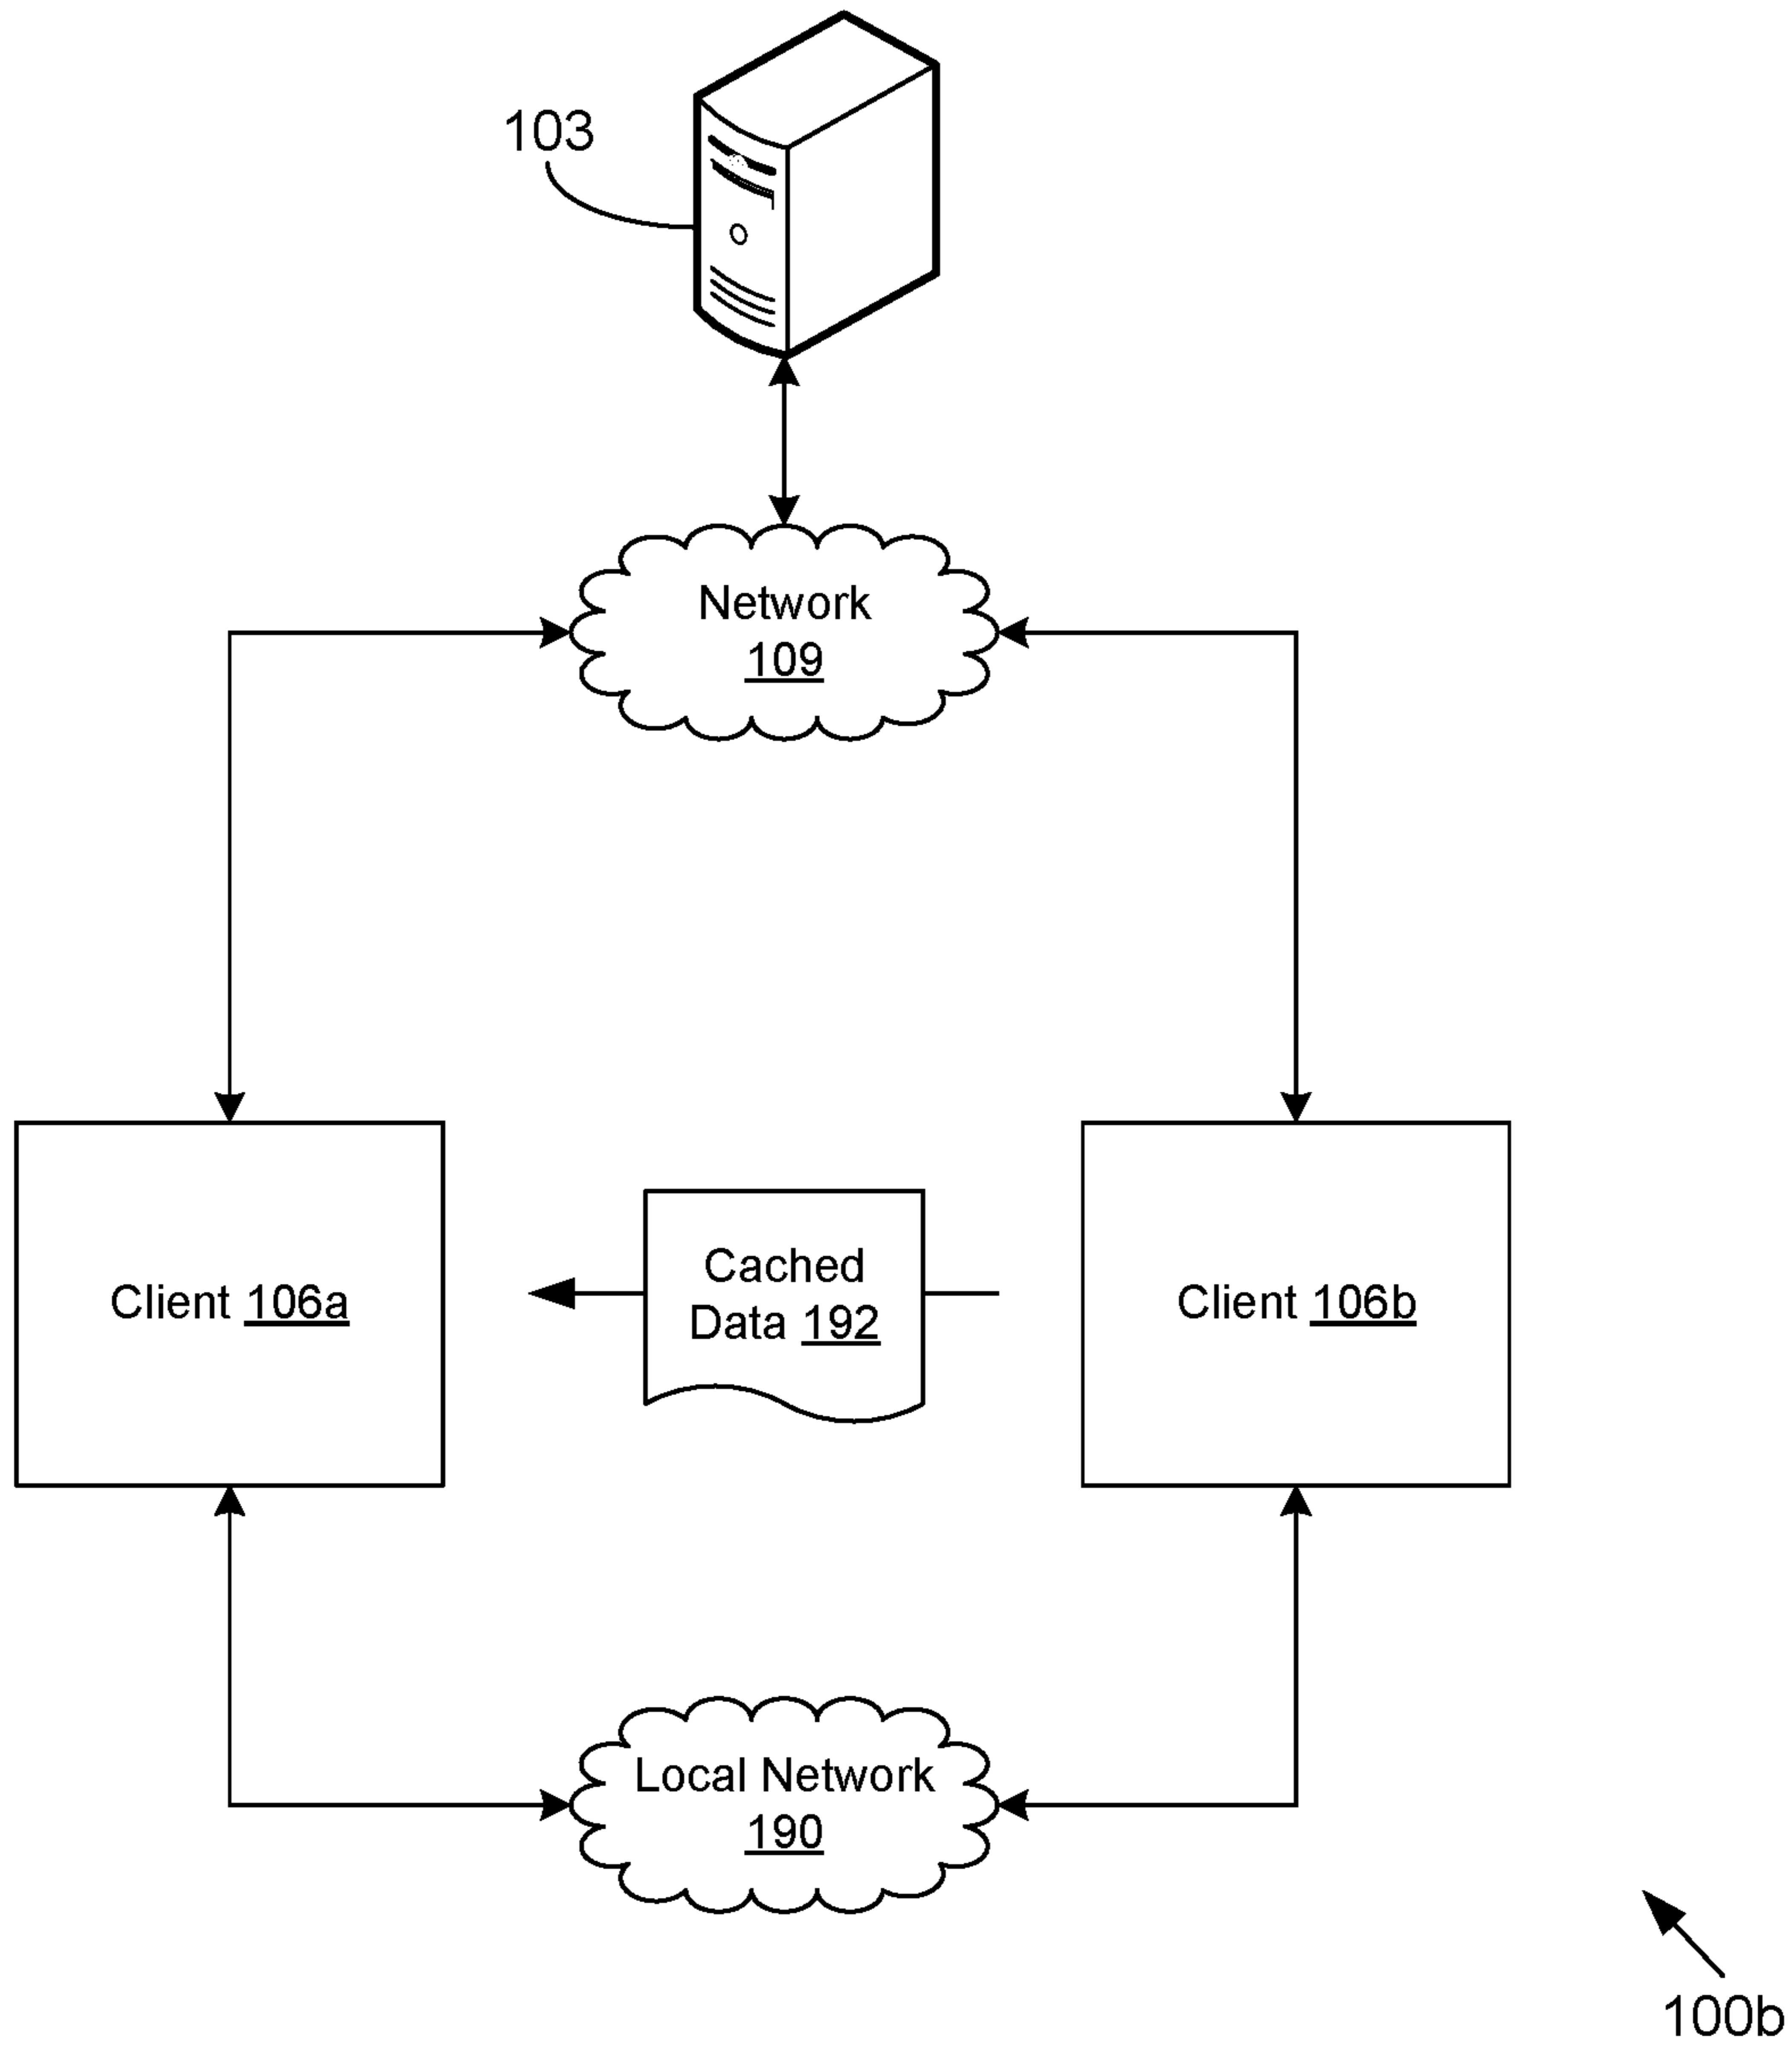 103
Network
109
Cached
Data 192
Client 106a
Client 106b
Local Network
190
100b